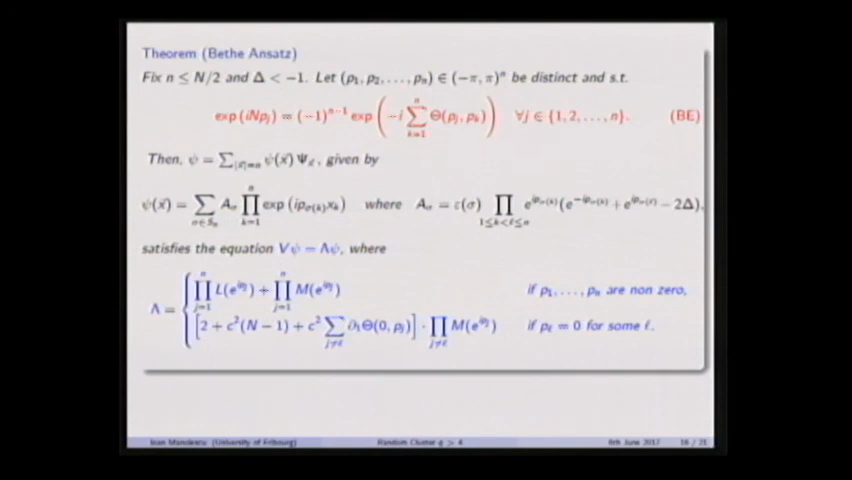 Theorem (Bethe Ansatz)
Fix n ≤ N/2 and Δ < −1. Let (p₁, p₂, . . . , pₙ) ∈ (−π, π)ⁿ be distinct and s.t.
exp (iNpⱼ) = (−1)ⁿ⁻¹ exp ( −i ∑ₖ₌₁ⁿ Θ(pⱼ, pₖ) ) ∀j ∈ {1, 2, . . . , n}. (BE)
Then, ψ = ∑_{|x⃗|=n} ψ(x⃗) Ψ_{x⃗}, given by
ψ(x⃗) = ∑_{σ∈Sₙ} A_σ ∏ₖ₌₁ⁿ exp (ip_{σ(k)}xₖ) where A_σ = ε(σ) ∏_{1≤k<ℓ≤n} e^{ip_{σ(k)}}(e^{−ip_{σ(k)}} + e^{ip_{σ(ℓ)}} − 2Δ),
satisfies the equation Vψ = Λψ, where
Λ = { ∏ⱼ₌₁ⁿ L(e^{ipⱼ}) + ∏ⱼ₌₁ⁿ M(e^{ipⱼ}) if p₁, . . . , pₙ are non zero,
[2 + c²(N − 1) + c² ∑_{j≠ℓ} ∂₁Θ(0, pⱼ)] · ∏_{j≠ℓ} M(e^{ipⱼ}) if p_ℓ = 0 for some ℓ.
Ioan Manolescu (University of Fribourg) Random Cluster q > 4 6th June 2017 16 / 21